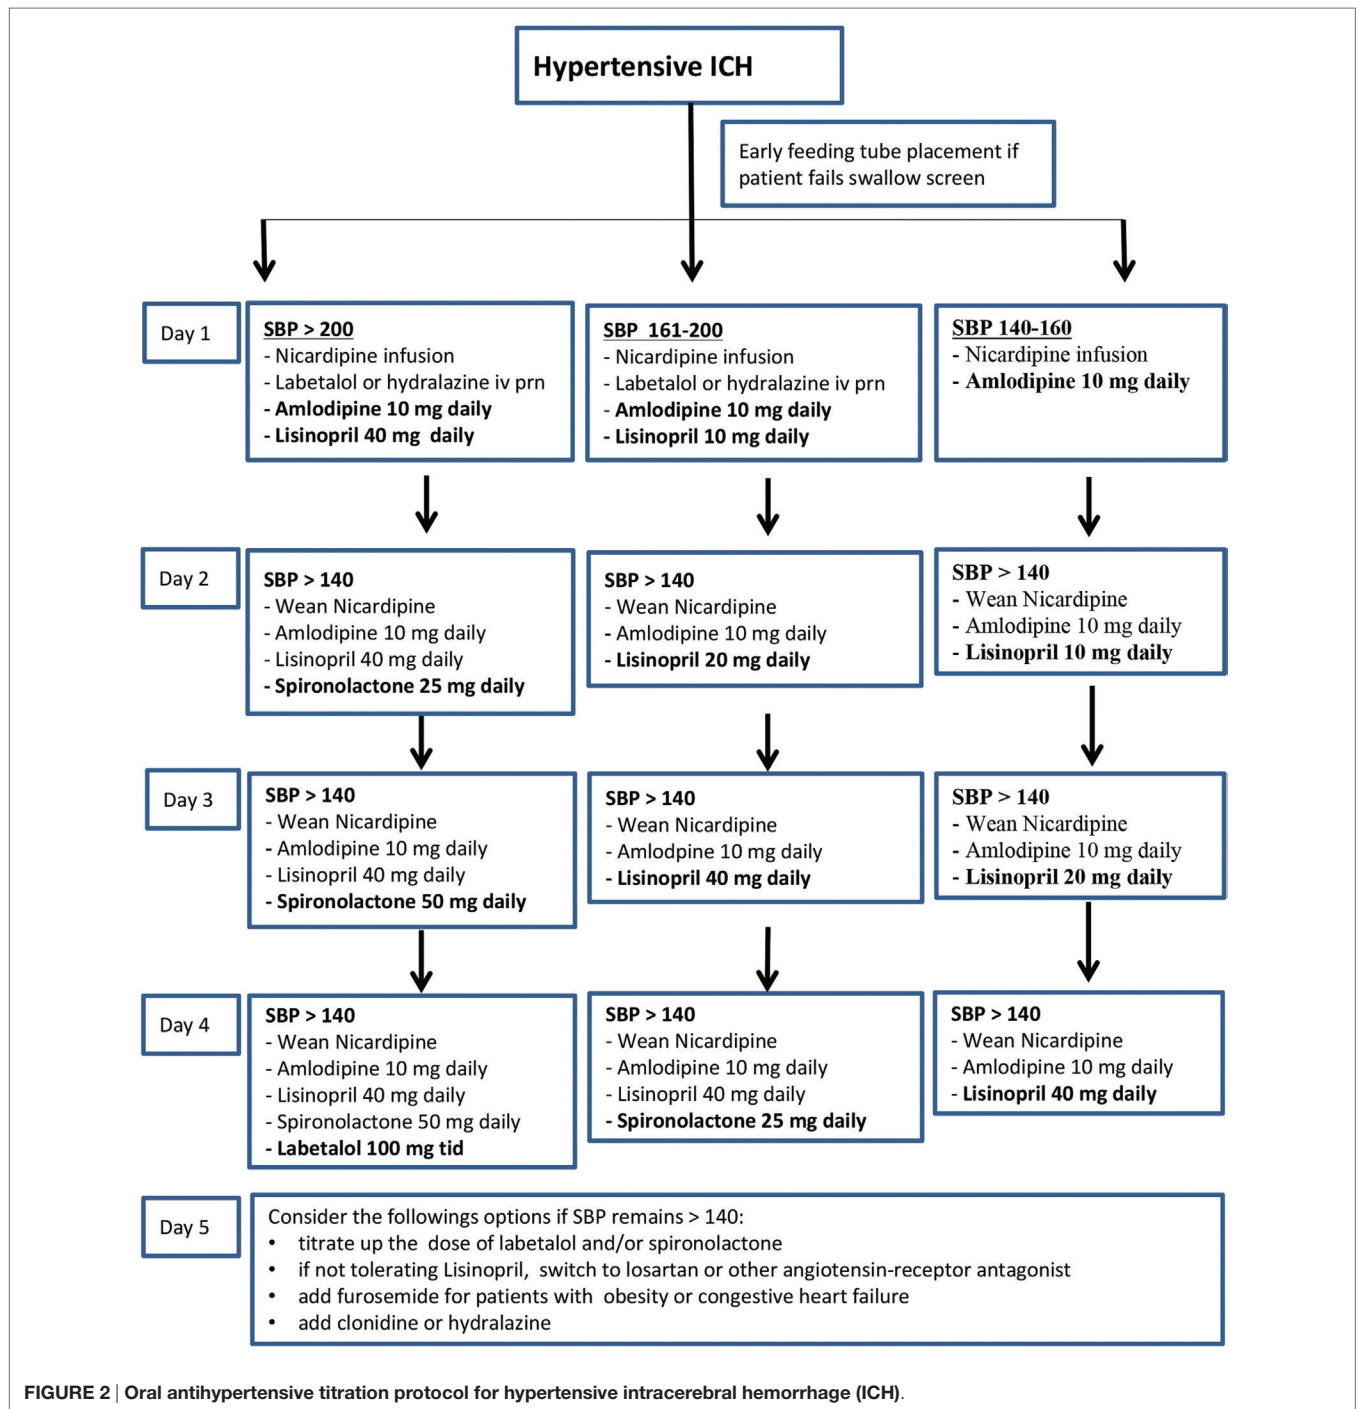 Hypertensive ICH
Early feeding tube placement if
patient fails swallow screen
Day 1
SBP > 200
- Nicardipine infusion
- Labetalol or hydralazine iv prn
- Amlodipine 10 mg daily
- Lisinopril 40 mg daily
SBP 161-200
- Nicardipine infusion
- Labetalol or hydralazine iv prn
- Amlodipine 10 mg daily
- Lisinopril 10 mg daily
SBP 140-160
- Nicardipine infusion
- Amlodipine 10 mg daily
Day 2
SBP > 140
- Wean Nicardipine
- Amlodipine 10 mg daily
- Lisinopril 40 mg daily
- Spironolactone 25 mg daily
SBP > 140
- Wean Nicardipine
- Amlodipine 10 mg daily
- Lisinopril 20 mg daily
SBP > 140
- Wean Nicardipine
- Amlodipine 10 mg daily
- Lisinopril 10 mg daily
Day 3
SBP > 140
- Wean Nicardipine
- Amlodipine 10 mg daily
- Lisinopril 40 mg daily
- Spironolactone 50 mg daily
SBP > 140
- Wean Nicardipine
- Amlodpine 10 mg daily
- Lisinopril 40 mg daily
SBP > 140
- Wean Nicardipine
- Amlodipine 10 mg daily
- Lisinopril 20 mg daily
Day 4
SBP > 140
- Wean Nicardipine
- Amlodipine 10 mg daily
- Lisinopril 40 mg daily
- Spironolactone 50 mg daily
- Labetalol 100 mg tid
SBP > 140
- Wean Nicardipine
- Amlodipine 10 mg daily
- Lisinopril 40 mg daily
- Spironolactone 25 mg daily
SBP > 140
- Wean Nicardipine
- Amlodipine 10 mg daily
- Lisinopril 40 mg daily
Day 5
Consider the followings options if SBP remains > 140:
• titrate up the dose of labetalol and/or spironolactone
• if not tolerating Lisinopril, switch to losartan or other angiotensin-receptor antagonist
• add furosemide for patients with obesity or congestive heart failure
• add clonidine or hydralazine
FIGURE 2 | Oral antihypertensive titration protocol for hypertensive intracerebral hemorrhage (ICH).